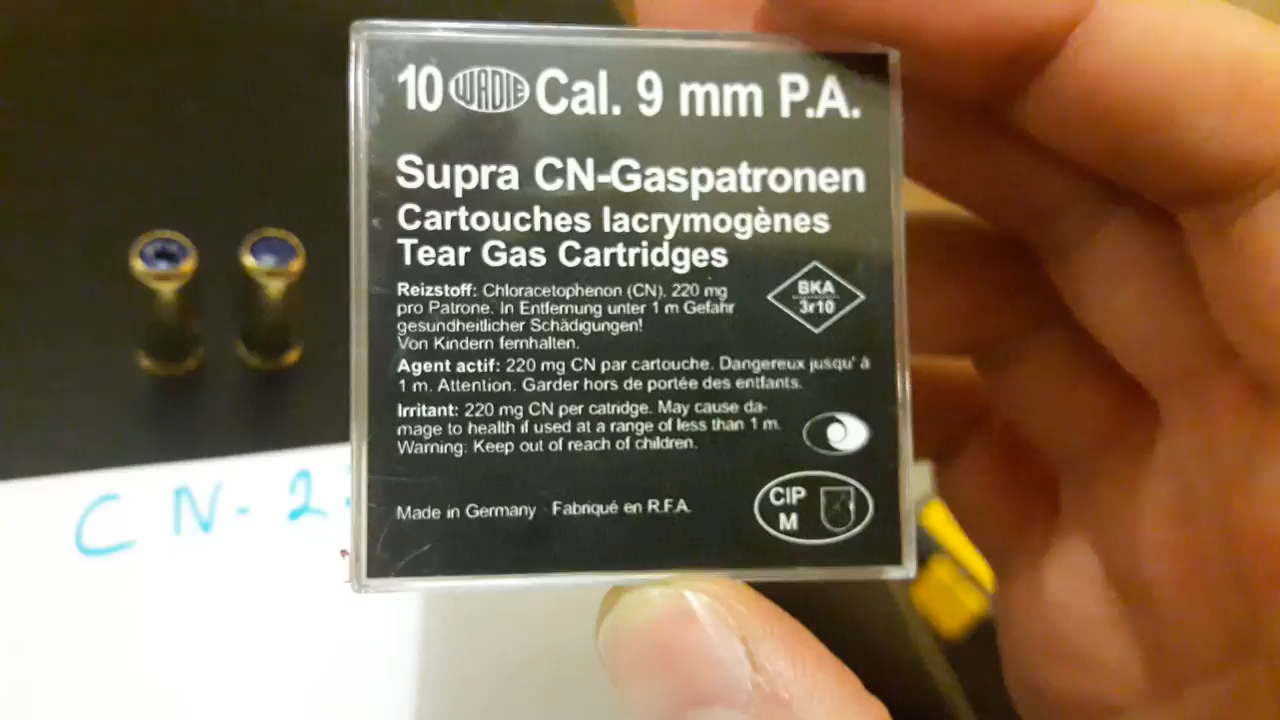 10 WADIE Cal. 9 mm P.A.
Supra CN-Gaspatronen
Cartouches lacrymogènes
Tear Gas Cartridges
Reizstoff: Chloracetophenon (CN), 220 mg
pro Patrone. In Entfernung unter 1 m Gefahr
gesundheitlicher Schädigungen!
Von Kindern fernhalten.
BKA
3r10
Agent actif: 220 mg CN par cartouche. Dangereux jusqu' à
1 m. Attention: Garder hors de portée des entfants.
Irritant: 220 mg CN per catridge. May cause da-
mage to health if used at a range of less than 1 m.
Warning: Keep out of reach of children.
Made in Germany Fabriqué en R.F.A.
CIP
M
CN-2